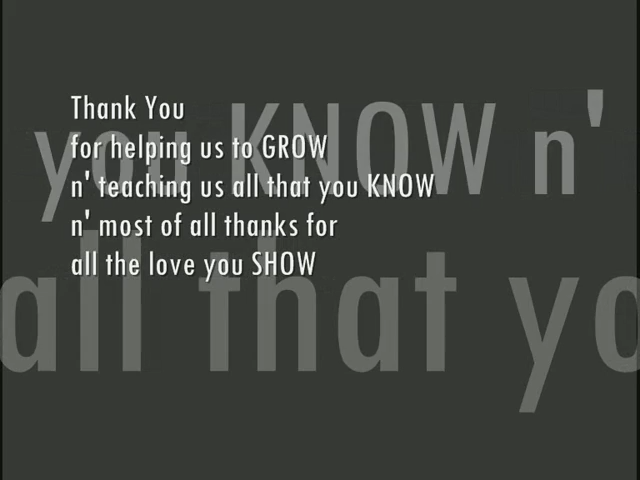 Thank You
for helping us to GROW
n' teaching us all that you KNOW
n' most of all thanks for
all the love you SHOW
you KNOW n'
all that yo